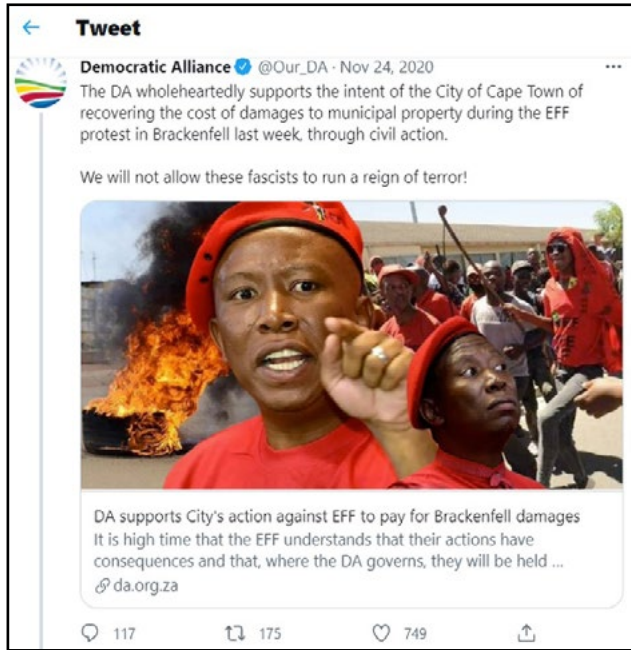 Tweet
Democratic Alliance @Our_DA · Nov 24, 2020
The DA wholeheartedly supports the intent of the City of Cape Town of
recovering the cost of damages to municipal property during the EFF
protest in Brackenfell last week, through civil action.
We will not allow these fascists to run a reign of terror!
DA supports City's action against EFF to pay for Brackenfell damages
It is high time that the EFF understands that their actions have
consequences and that, where the DA governs, they will be held ...
da.org.za
117 175 749